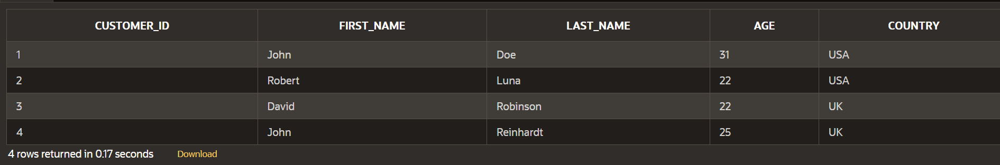 CUSTOMER_ID FIRST_NAME LAST_NAME AGE COUNTRY
1 John Doe 31 USA
2 Robert Luna 22 USA
3 David Robinson 22 UK
4 John Reinhardt 25 UK
4 rows returned in 0.17 seconds Download